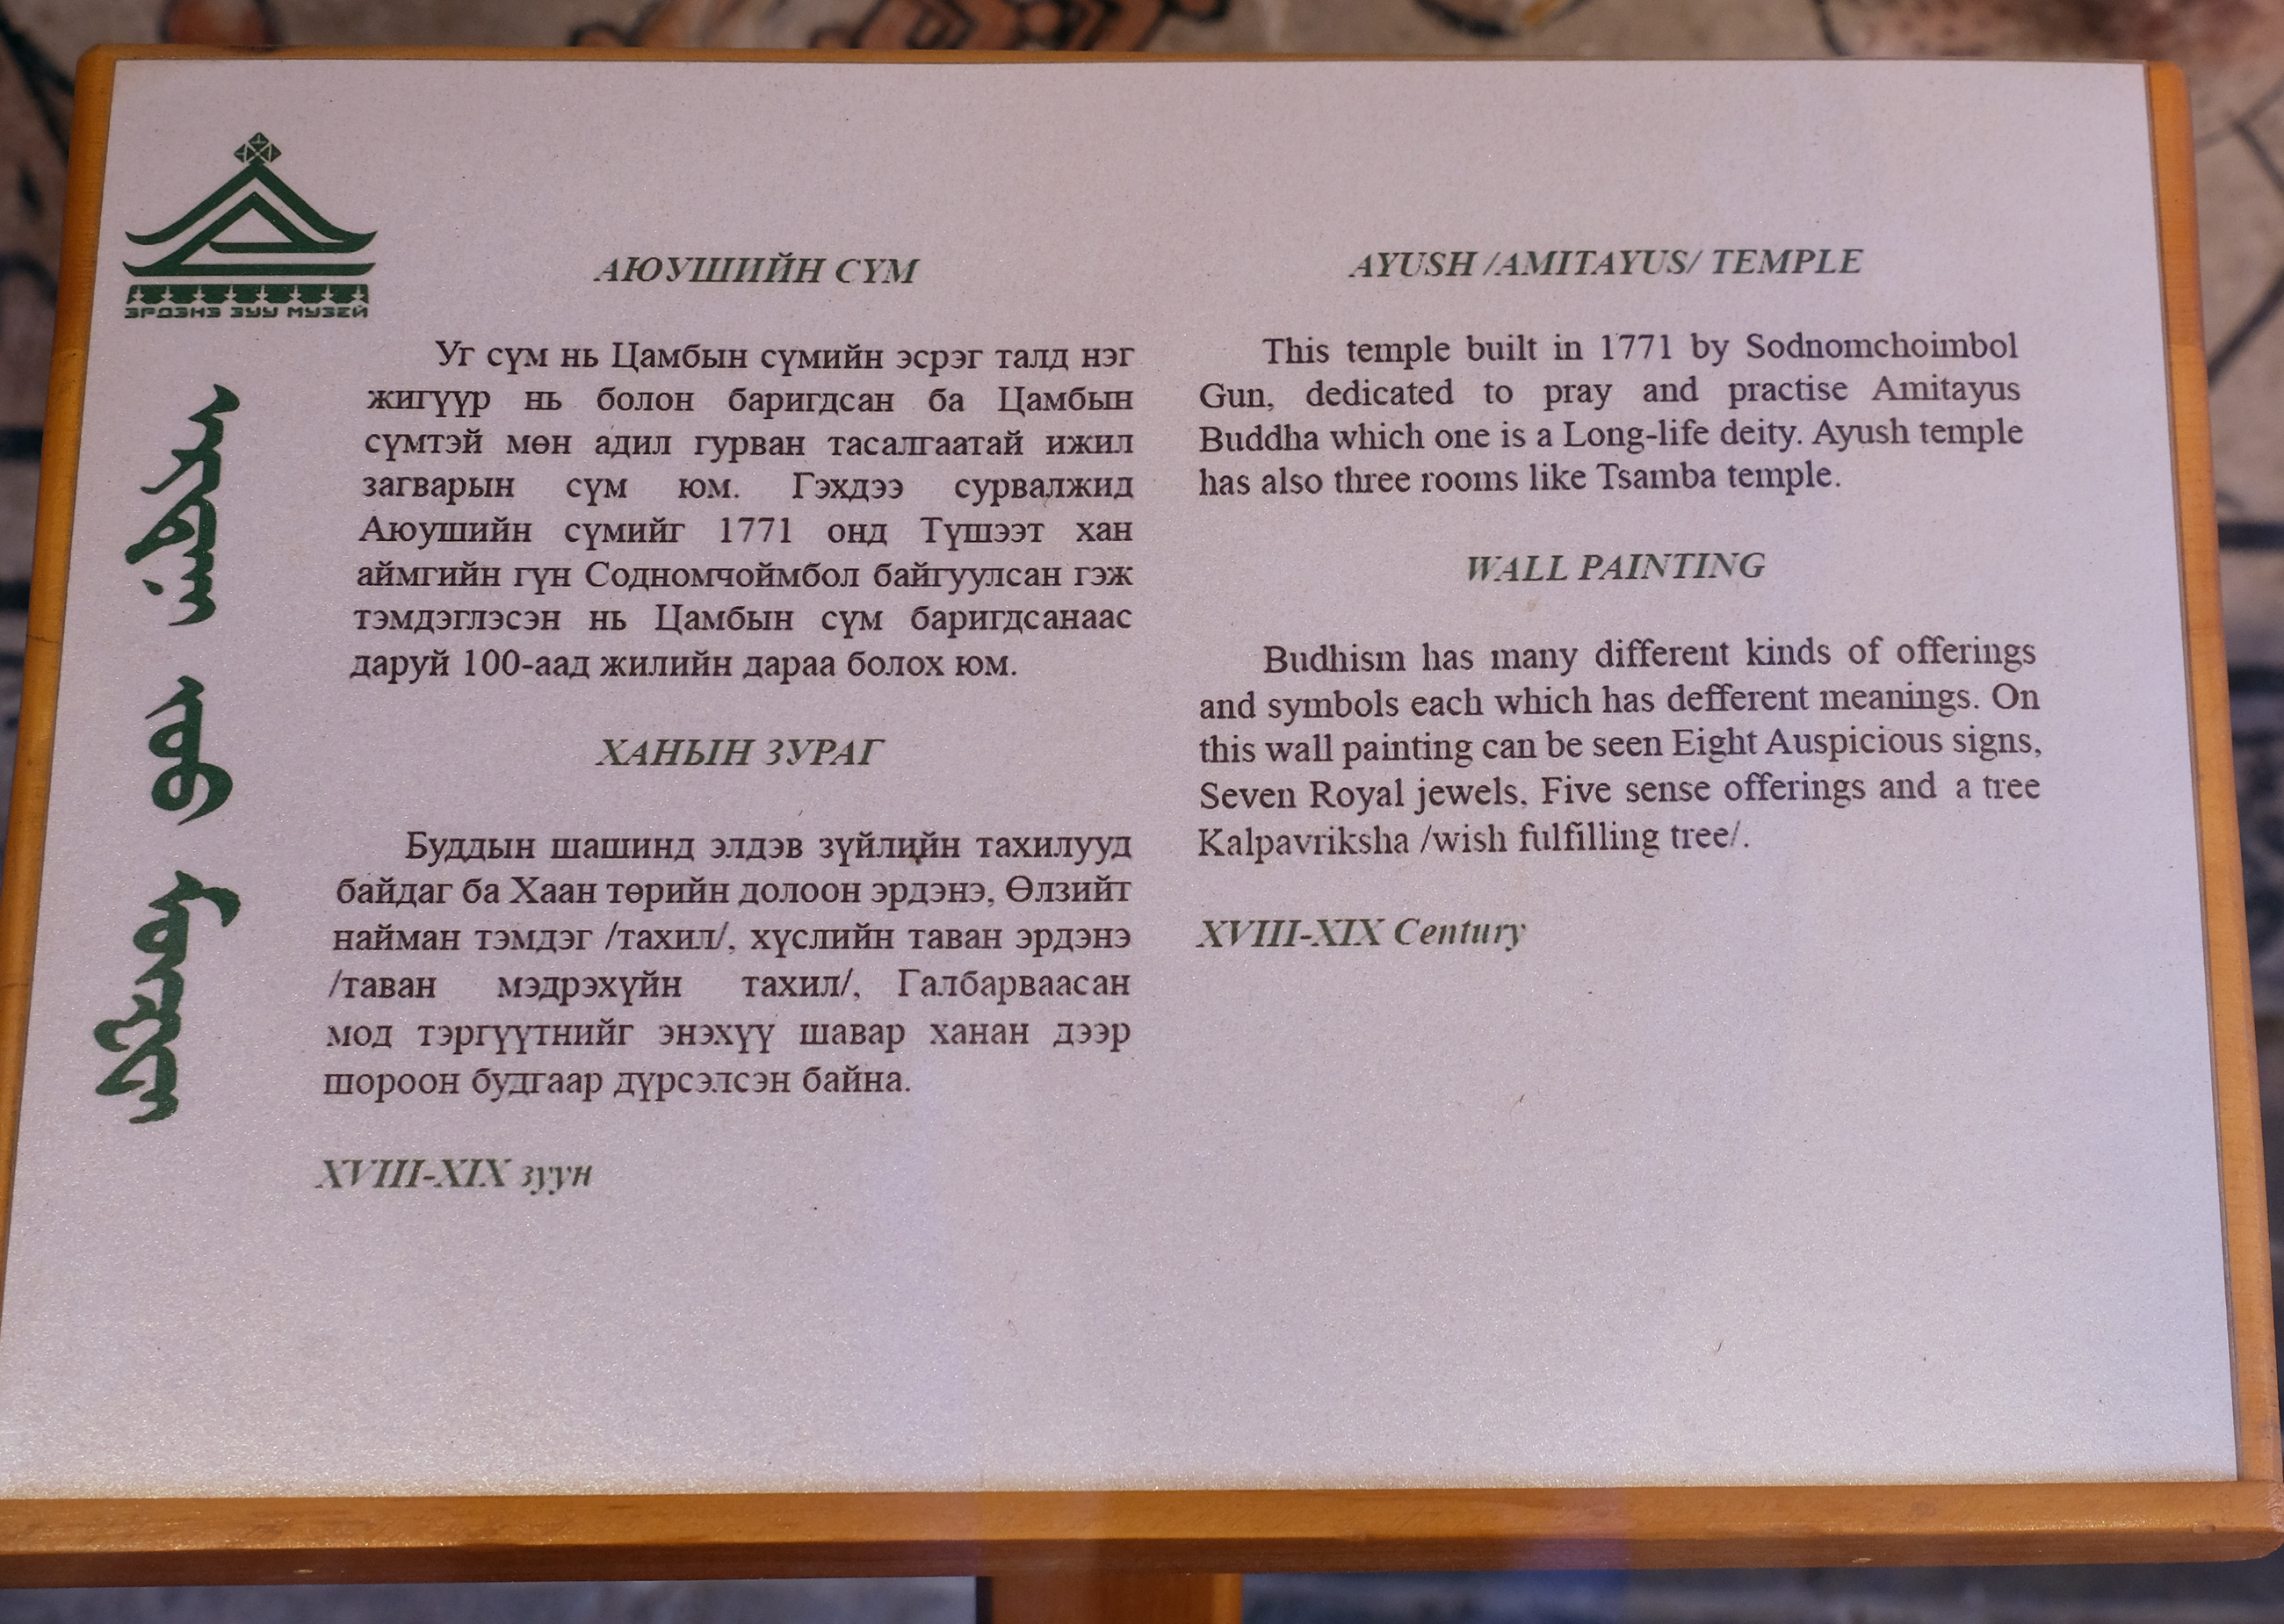 ЭРДЭНЭ ЗУУ МУЗЕЙ
ᠡᠷᠳᠡᠨᠢ
ᠵᠤᠤ
ᠮᠦᠽᠧᠢ
АЮУШИЙН СҮМ
Уг сүм нь Цамбын сүмийн эсрэг талд нэг
жигүүр нь болон баригдсан ба Цамбын
сүмтэй мөн адил гурван тасалгаатай ижил
загварын сүм юм. Гэхдээ сурвалжид
Аюушийн сүмийг 1771 онд Түшээт хан
аймгийн гүн Содномчоймбол байгуулсан гэж
тэмдэглэсэн нь Цамбын сүм баригдсанаас
даруй 100-аад жилийн дараа болох юм.
ХАНЫН ЗУРАГ
Буддын шашинд элдэв зүйлийн тахилууд
байдаг ба Хаан төрийн долоон эрдэнэ, Өлзийт
найман тэмдэг /тахил/, хүслийн таван эрдэнэ
/таван мэдрэхүйн тахил/, Галбарваасан
мод тэргүүтнийг энэхүү шавар ханан дээр
шороон будгаар дүрсэлсэн байна.
XVIII-XIX зуун
AYUSH /AMITAYUS/ TEMPLE
This temple built in 1771 by Sodnomchoimbol
Gun, dedicated to pray and practise Amitayus
Buddha which one is a Long-life deity. Ayush temple
has also three rooms like Tsamba temple.
WALL PAINTING
Budhism has many different kinds of offerings
and symbols each which has defferent meanings. On
this wall painting can be seen Eight Auspicious signs,
Seven Royal jewels, Five sense offerings and a tree
Kalpavriksha /wish fulfilling tree/.
XVIII-XIX Century